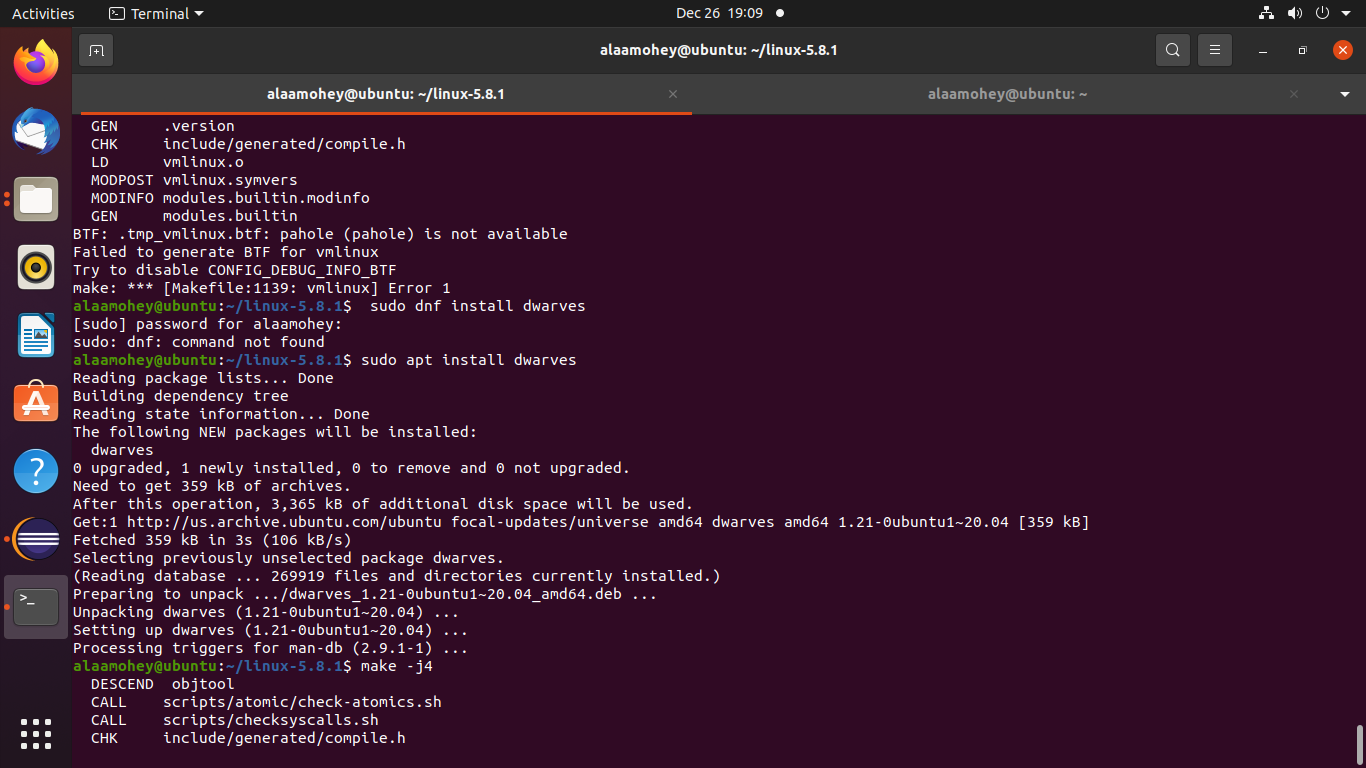 Activities
Terminal
Dec 26 19:09
alaamohey@ubuntu: ~/linux-5.8.1
alaamohey@ubuntu: ~/linux-5.8.1
alaamohey@ubuntu: ~
GEN .version
CHK include/generated/compile.h
LD vmlinux.o
MODPOST vmlinux.symvers
MODINFO modules.builtin.modinfo
GEN modules.builtin
BTF: .tmp_vmlinux.btf: pahole (pahole) is not available
Failed to generate BTF for vmlinux
Try to disable CONFIG_DEBUG_INFO_BTF
make: *** [Makefile:1139: vmlinux] Error 1
alaamohey@ubuntu:~/linux-5.8.1$  sudo dnf install dwarves
[sudo] password for alaamohey:
sudo: dnf: command not found
alaamohey@ubuntu:~/linux-5.8.1$ sudo apt install dwarves
Reading package lists... Done
Building dependency tree
Reading state information... Done
The following NEW packages will be installed:
dwarves
0 upgraded, 1 newly installed, 0 to remove and 0 not upgraded.
Need to get 359 kB of archives.
After this operation, 3,365 kB of additional disk space will be used.
Get:1 http://us.archive.ubuntu.com/ubuntu focal-updates/universe amd64 dwarves amd64 1.21-0ubuntu1~20.04 [359 kB]
Fetched 359 kB in 3s (106 kB/s)
Selecting previously unselected package dwarves.
(Reading database ... 269919 files and directories currently installed.)
Preparing to unpack .../dwarves_1.21-0ubuntu1~20.04_amd64.deb ...
Unpacking dwarves (1.21-0ubuntu1~20.04) ...
Setting up dwarves (1.21-0ubuntu1~20.04) ...
Processing triggers for man-db (2.9.1-1) ...
alaamohey@ubuntu:~/linux-5.8.1$ make -j4
DESCEND objtool
CALL scripts/atomic/check-atomics.sh
CALL scripts/checksyscalls.sh
CHK include/generated/compile.h